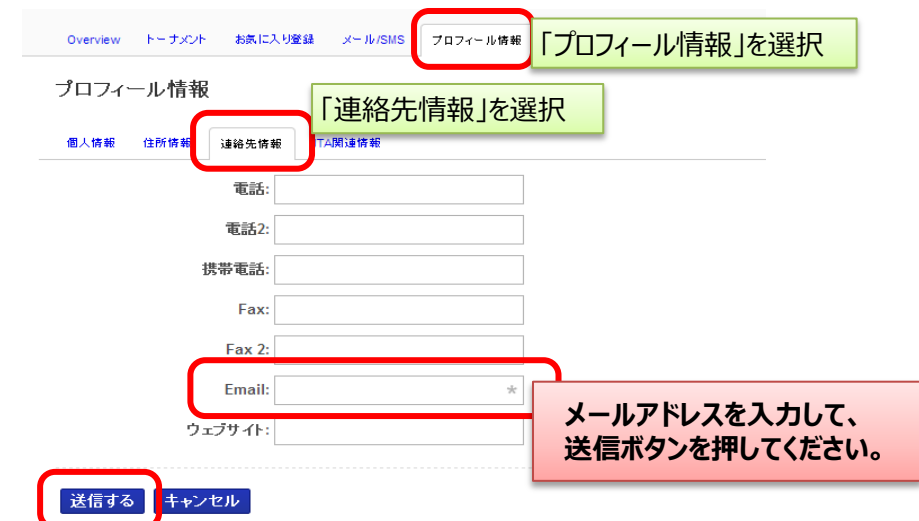 Overview トーナメント お気に入り登録 メール/SMS プロフィール情報
「プロフィール情報」を選択
プロフィール情報
「連絡先情報」を選択
個人情報 住所情報 連絡先情報 TA関連情報
電話:
電話2:
携帯電話:
Fax:
Fax 2:
Email: *
ウェブサイト:
メールアドレスを入力して、
送信ボタンを押してください。
送信する キャンセル